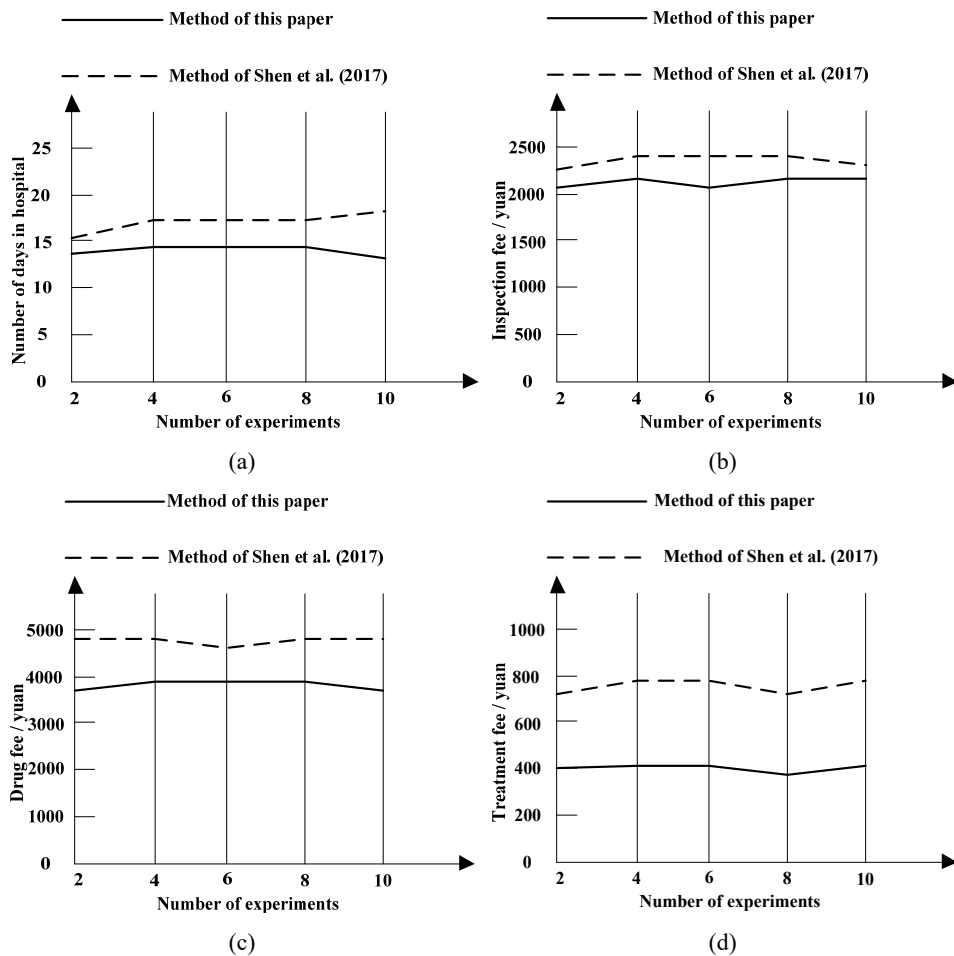 Method of this paper
Method of Shen et al. (2017)
25
20
15
10
5
0
Number of days in hospital
2 4 6 8 10
Number of experiments
(a)
Method of this paper
Method of Shen et al. (2017)
2500
2000
1500
1000
500
0
Inspection fee / yuan
2 4 6 8 10
Number of experiments
(b)
Method of this paper
Method of Shen et al. (2017)
5000
4000
3000
2000
1000
0
Drug fee / yuan
2 4 6 8 10
Number of experiments
(c)
Method of this paper
Method of Shen et al. (2017)
1000
800
600
400
200
0
Treatment fee / yuan
2 4 6 8 10
Number of experiments
(d)